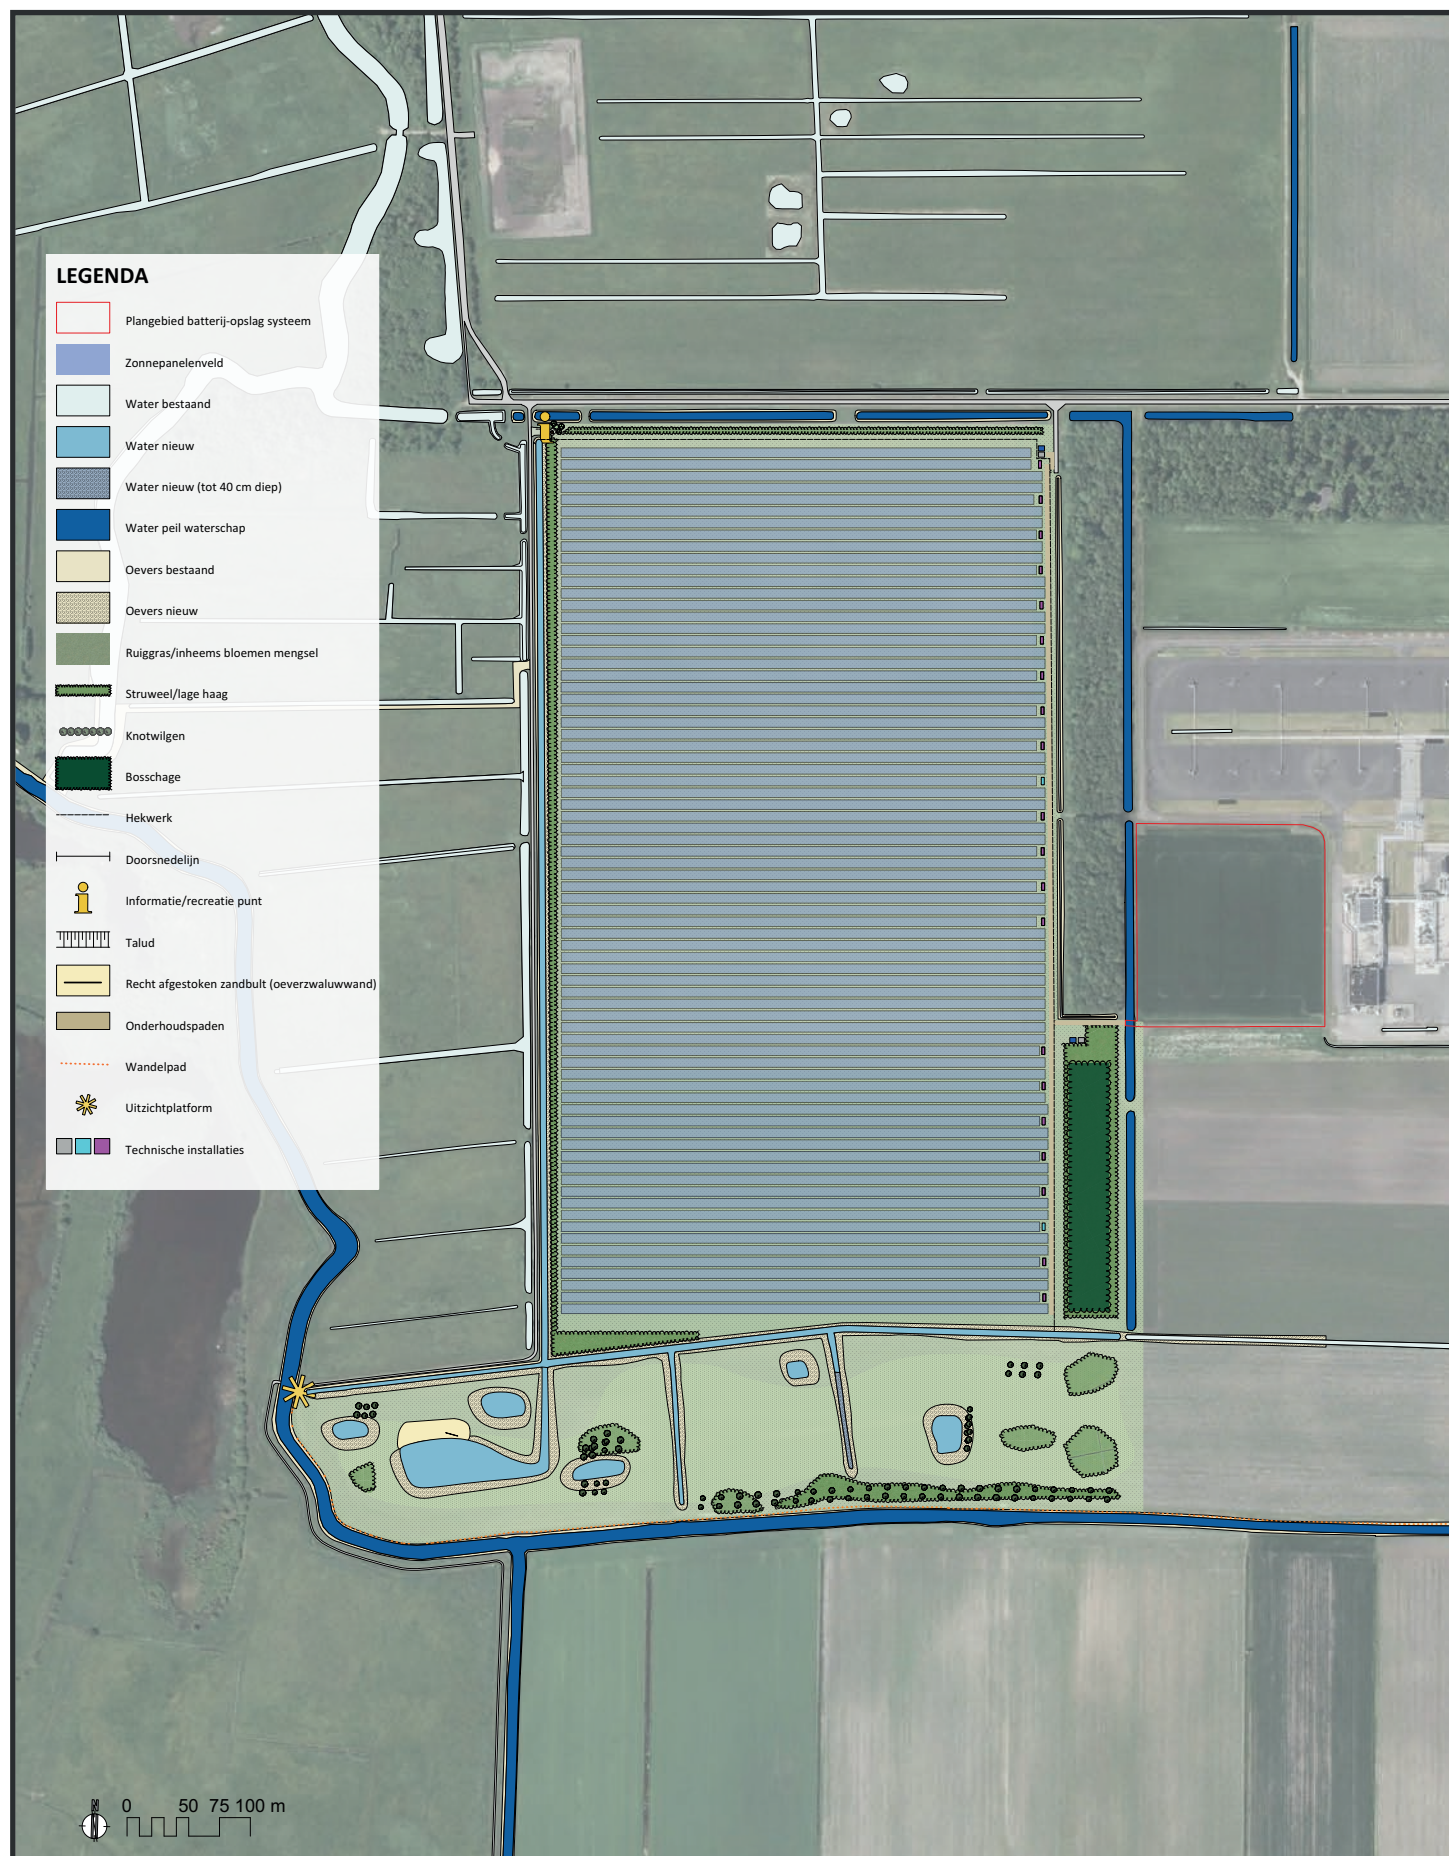 LEGENDA
Plangebied batterij-opslag systeem
Zonnepanelenveld
Water bestaand
Water nieuw
Water nieuw (tot 40 cm diep)
Water peil waterschap
Oevers bestaand
Oevers nieuw
Ruiggras/inheems bloemen mengsel
Struweel/lage haag
Knotwilgen
Bosschage
Hekwerk
Doorsnedelijn
Informatie/recreatie punt
Talud
Recht afgestoken zandbult (oeverzwaluwwand)
Onderhoudspaden
Wandelpad
Uitzichtplatform
Technische installaties
N 0 50 75 100 m